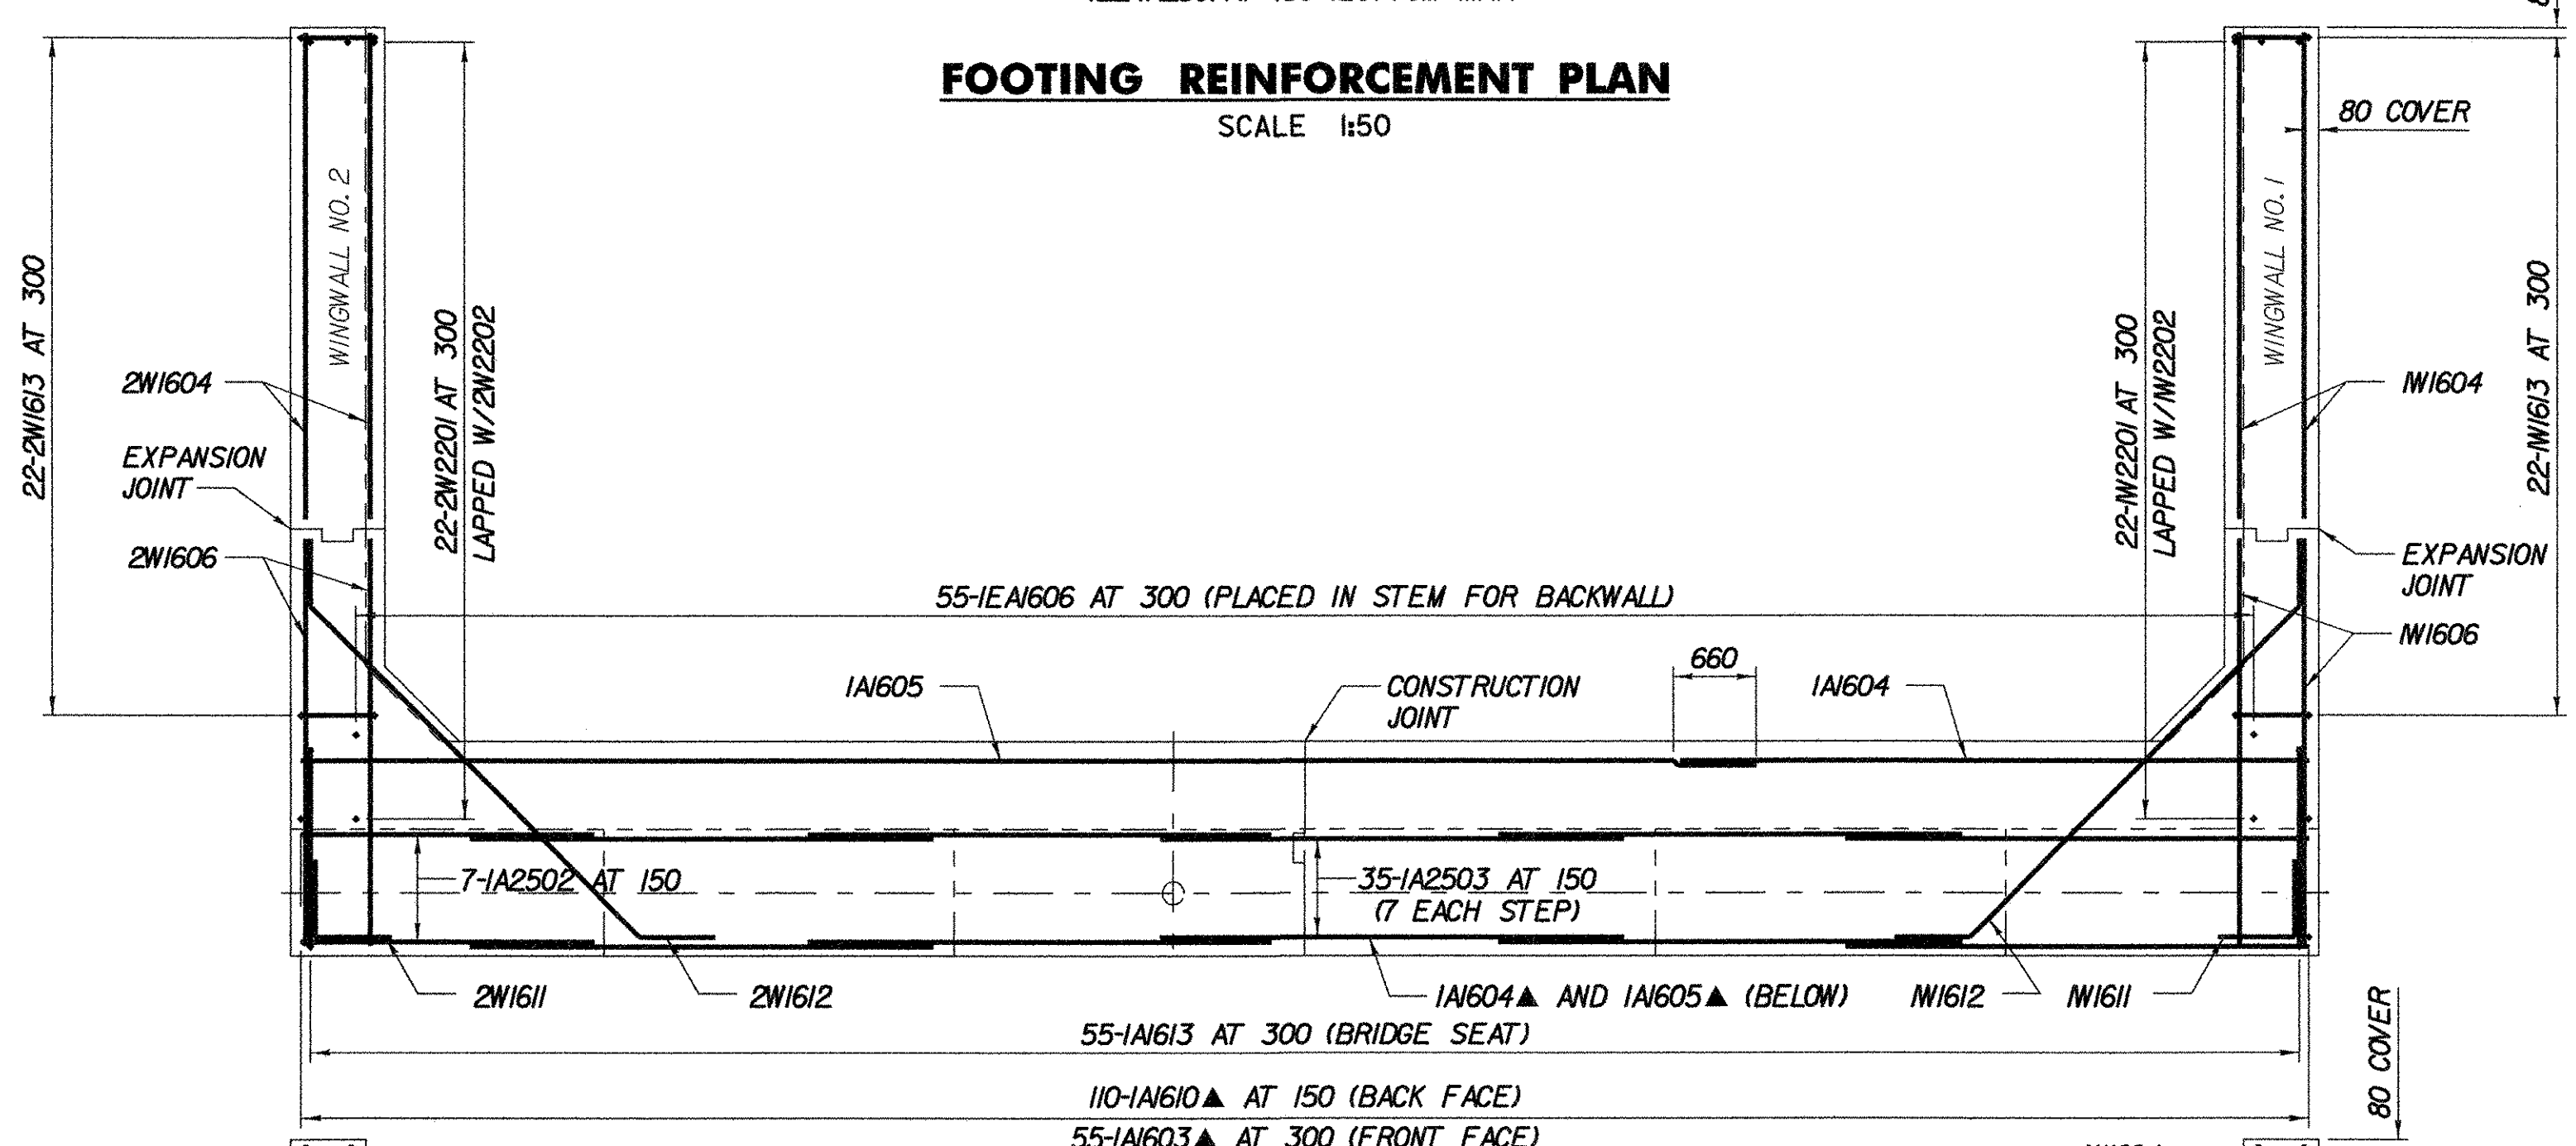 FOOTING REINFORCEMENT PLAN
SCALE 1:50
80 COVER
WINGWALL NO. 2
WINGWALL NO. 1
22-2W1613 AT 300
22-2W2201 AT 300
LAPPED W/2W2202
22-1W2201 AT 300
LAPPED W/1W2202
22-1W1613 AT 300
2W1604
1W1604
EXPANSION
JOINT
2W1606
EXPANSION
JOINT
1W1606
55-1EA1606 AT 300 (PLACED IN STEM FOR BACKWALL)
660
1A1605
CONSTRUCTION
JOINT
1A1604
7-1A2502 AT 150
35-1A2503 AT 150
(7 EACH STEP)
2W1611
2W1612
1A1604▲ AND 1A1605▲ (BELOW)
1W1612
1W1611
55-1A1613 AT 300 (BRIDGE SEAT)
80 COVER
110-1A1610▲ AT 150 (BACK FACE)
55-1A1603▲ AT 300 (FRONT FACE)